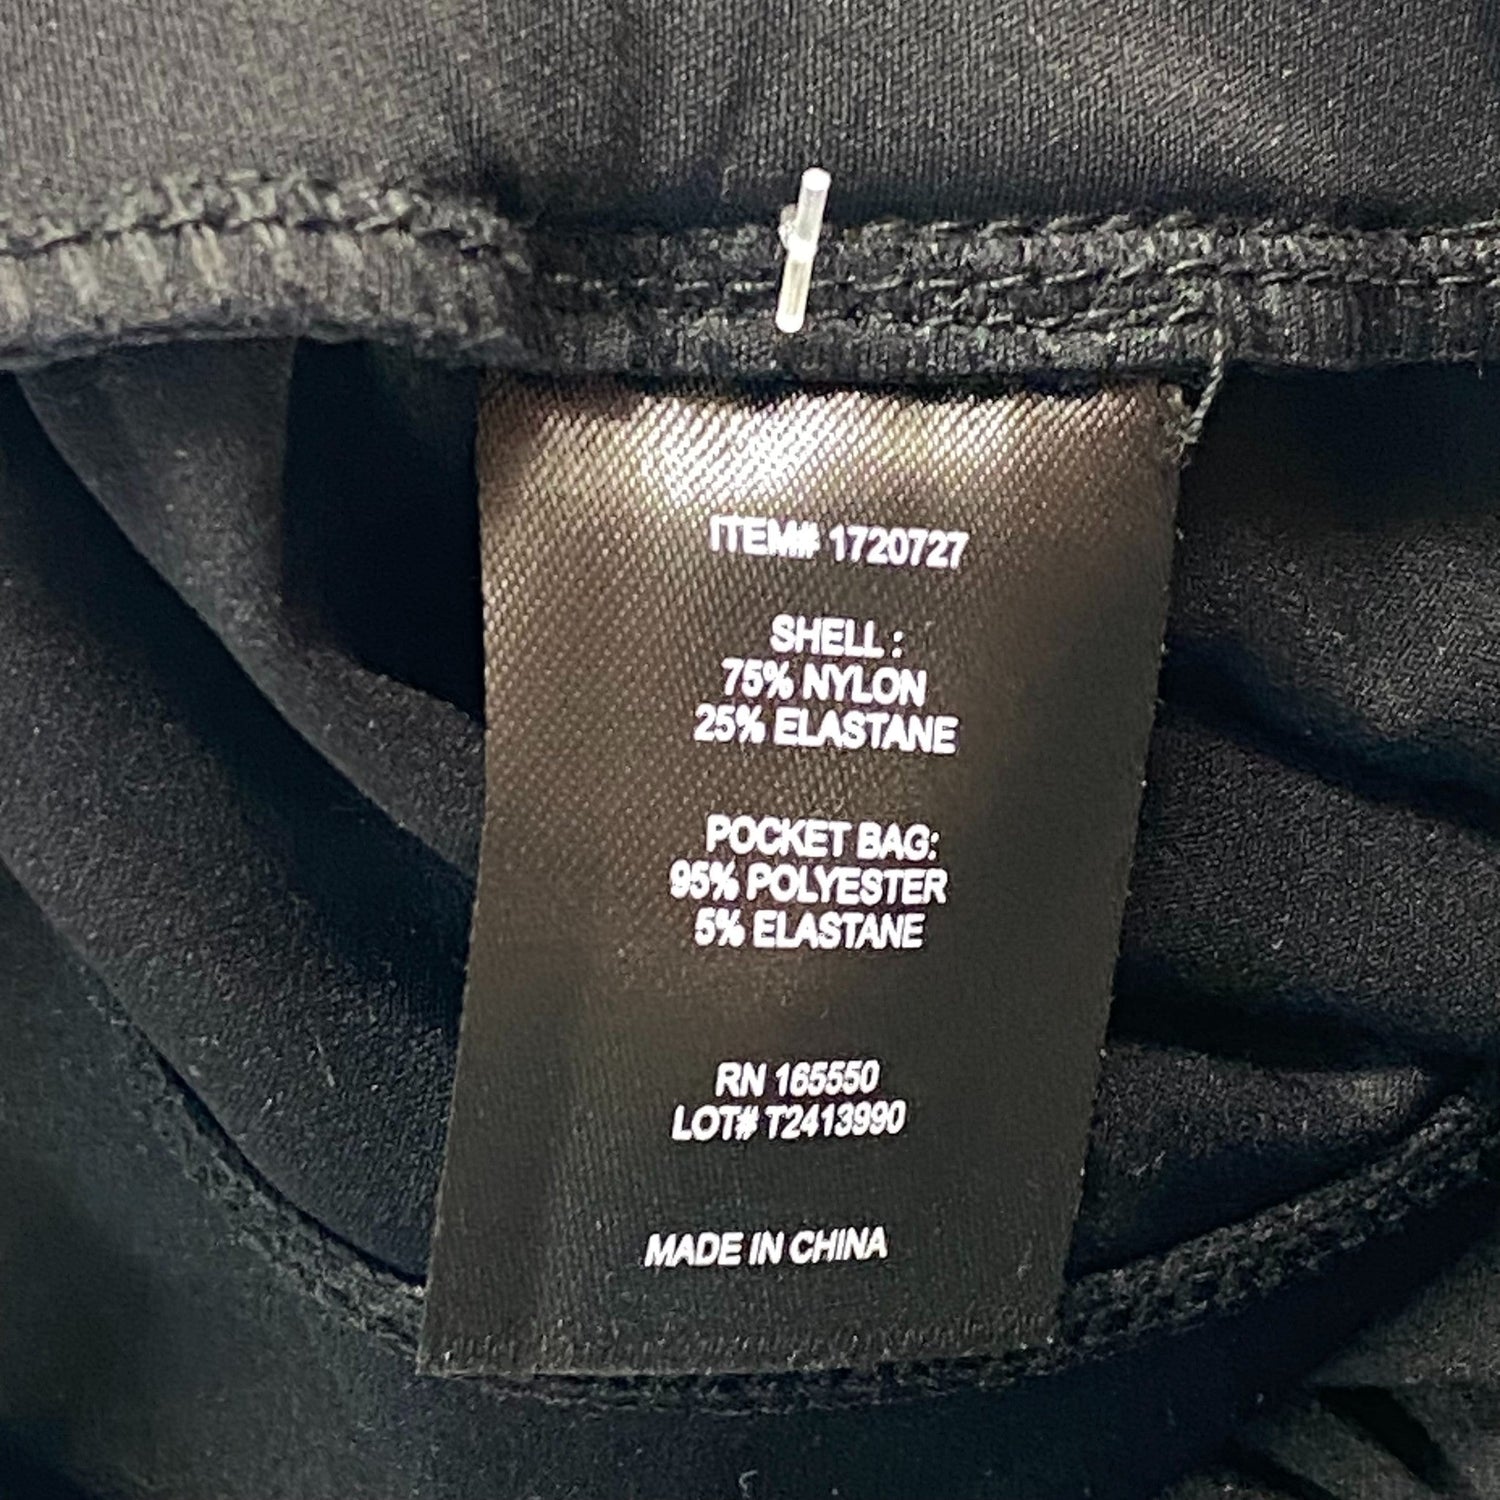 ITEM# 1720727
SHELL :
75% NYLON
25% ELASTANE
POCKET BAG:
95% POLYESTER
5% ELASTANE
RN 165550
LOT# T2413990
MADE IN CHINA